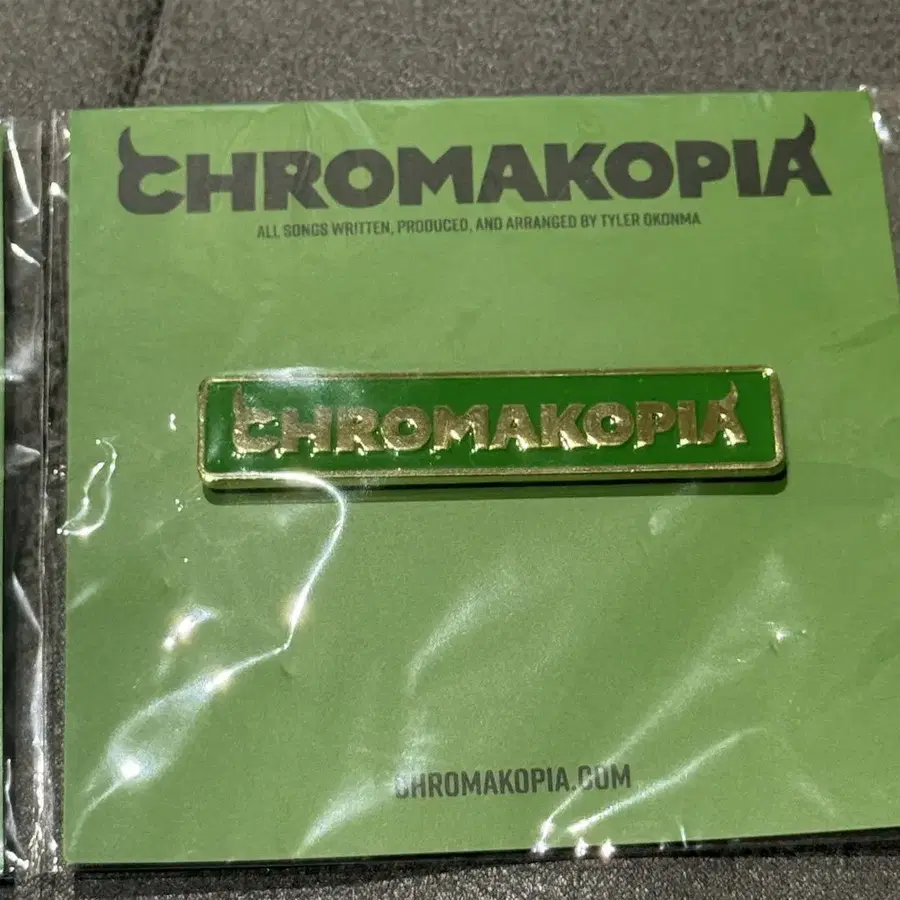 CHROMAKOPIA
ALL SONGS WRITTEN, PRODUCED, AND ARRANGED BY TYLER OKONMA
CHROMAKOPIA
CHROMAKOPIA.COM